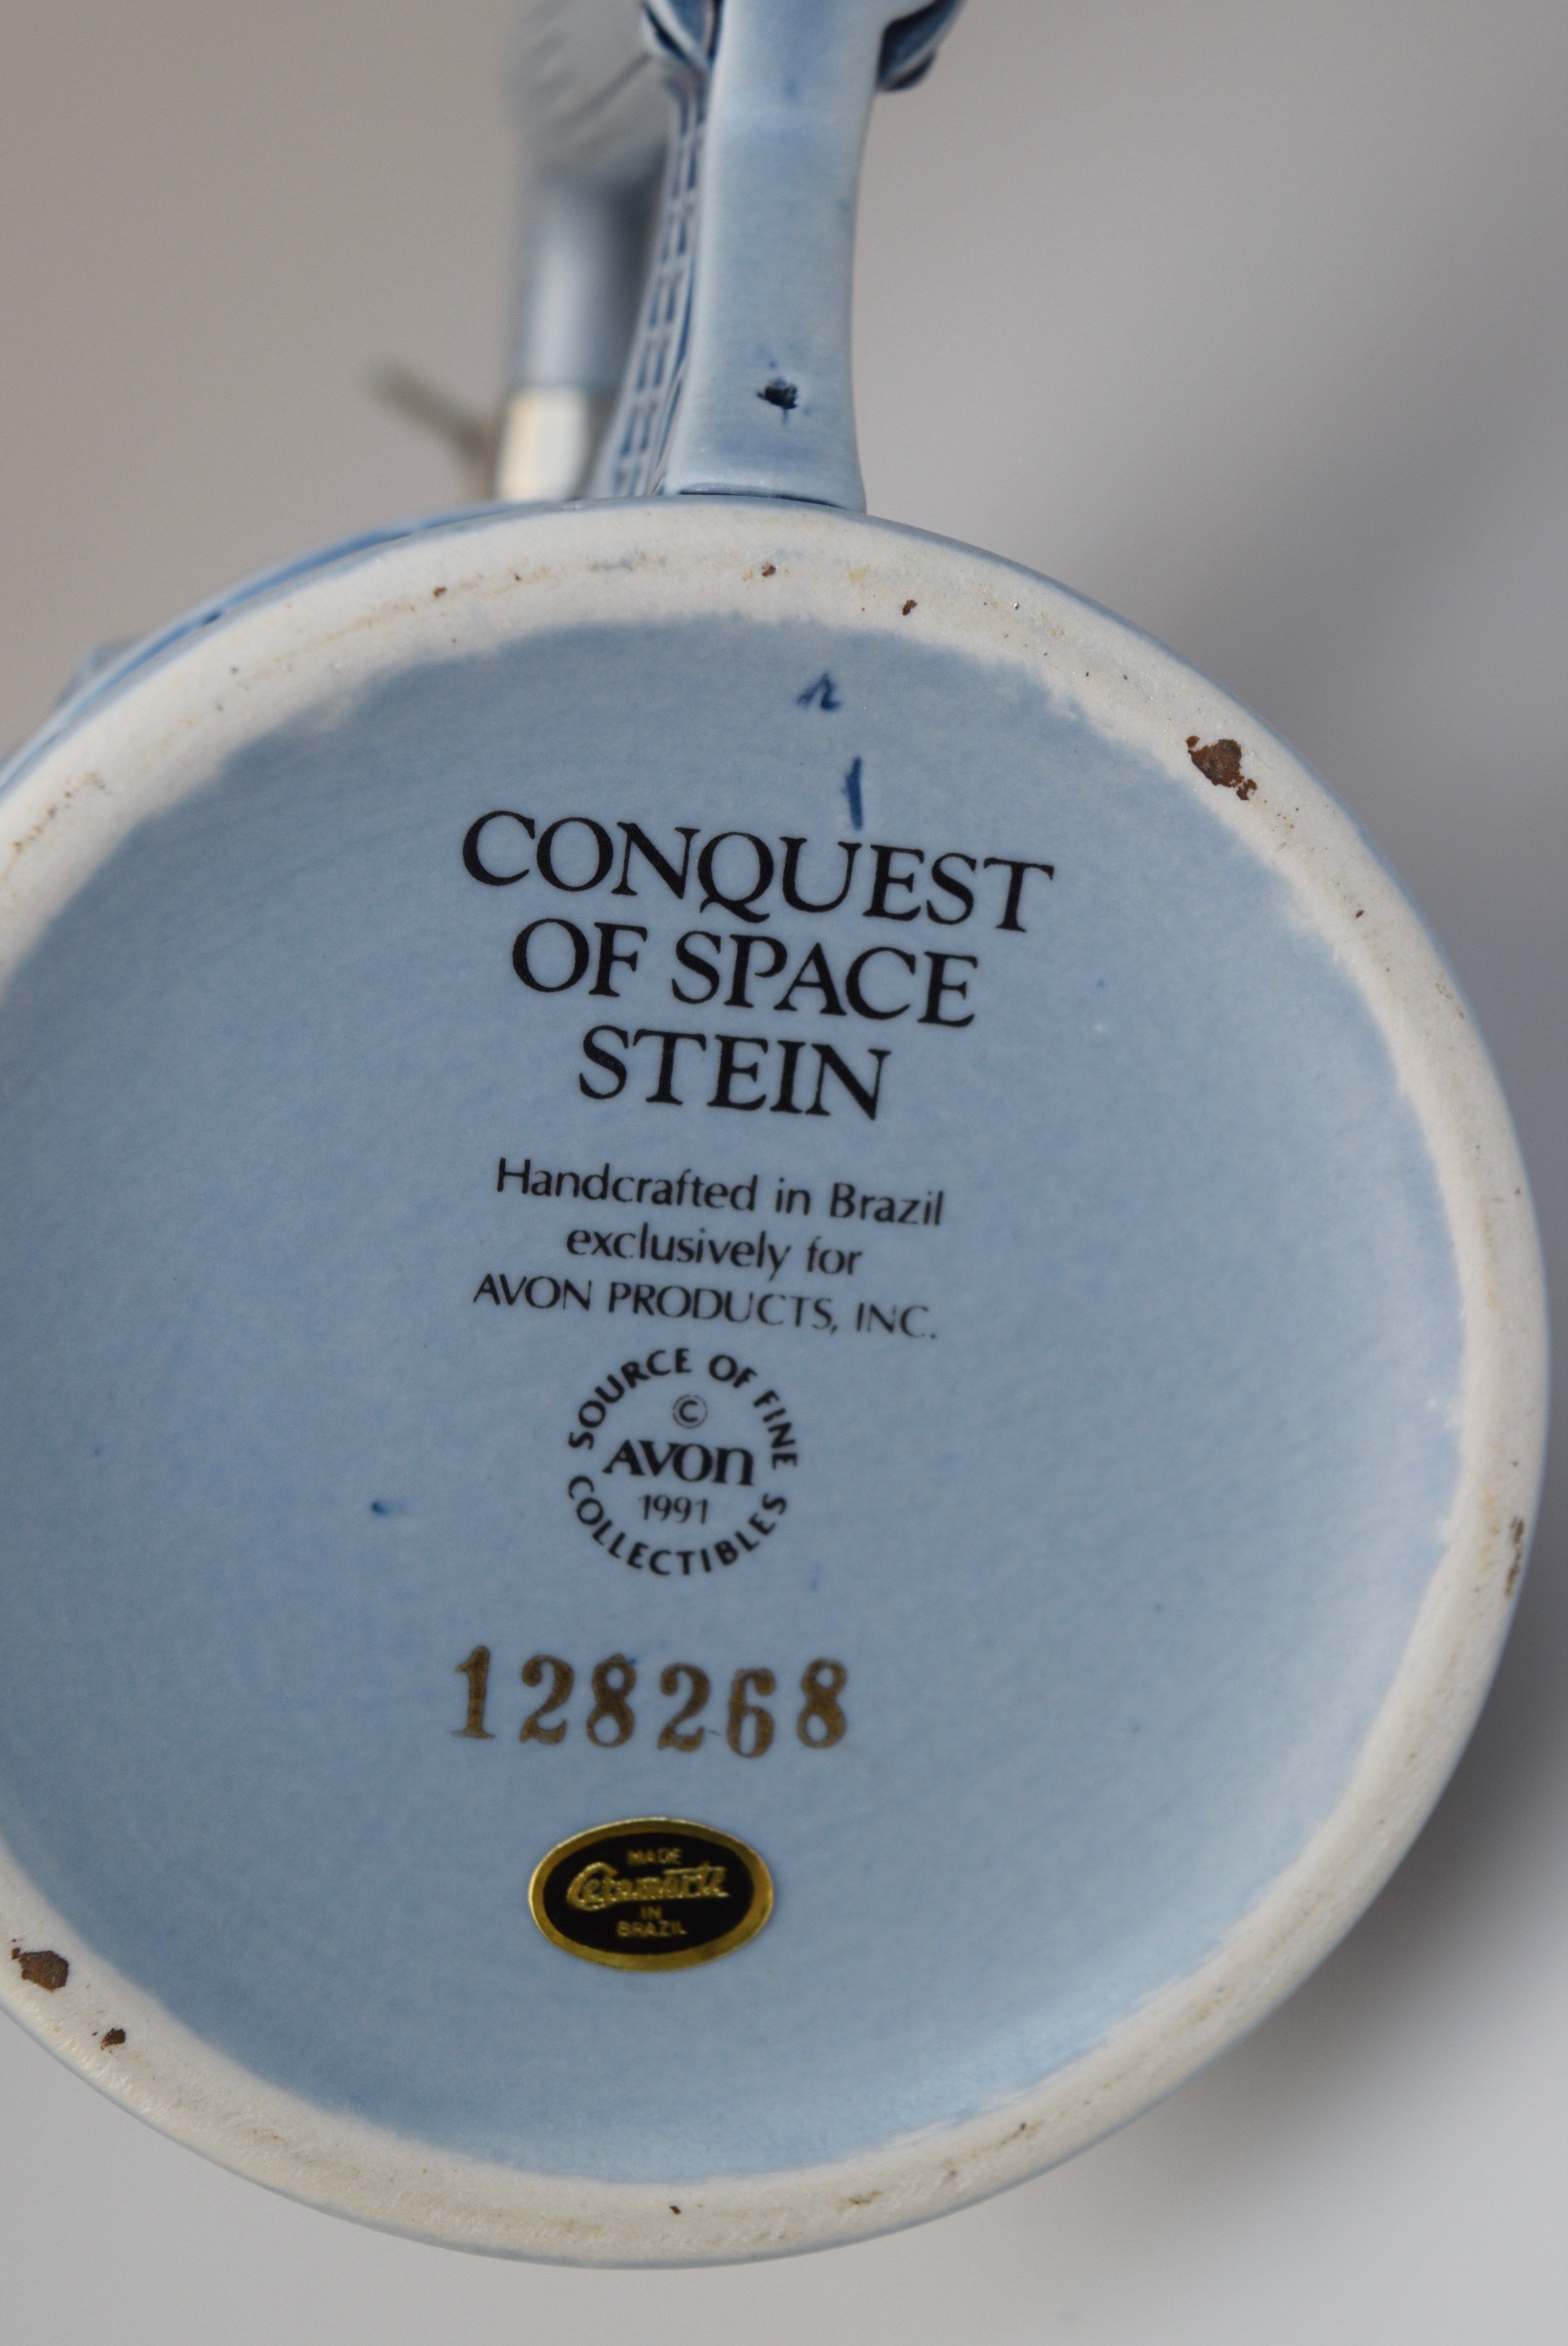 CONQUEST
OF SPACE
STEIN
Handcrafted in Brazil
exclusively for
AVON PRODUCTS, INC.
SOURCE OF FINE
©
AVON
1991
COLLECTIBLES
128268
MADE
Ceramarte
IN
BRAZIL